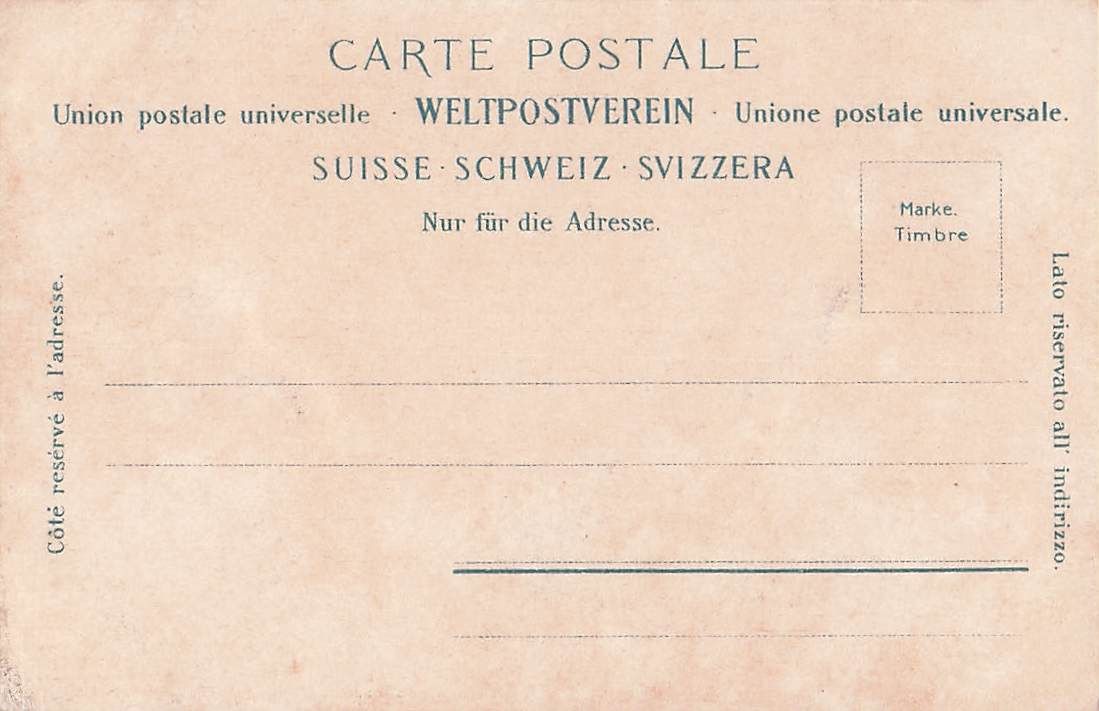 CARTE POSTALE
Union postale universelle · WELTPOSTVEREIN · Unione postale universale.
SUISSE · SCHWEIZ · SVIZZERA
Nur für die Adresse.
Marke.
Timbre
Côté resérvé à l'adresse.
Lato riservato all' indirizzo.